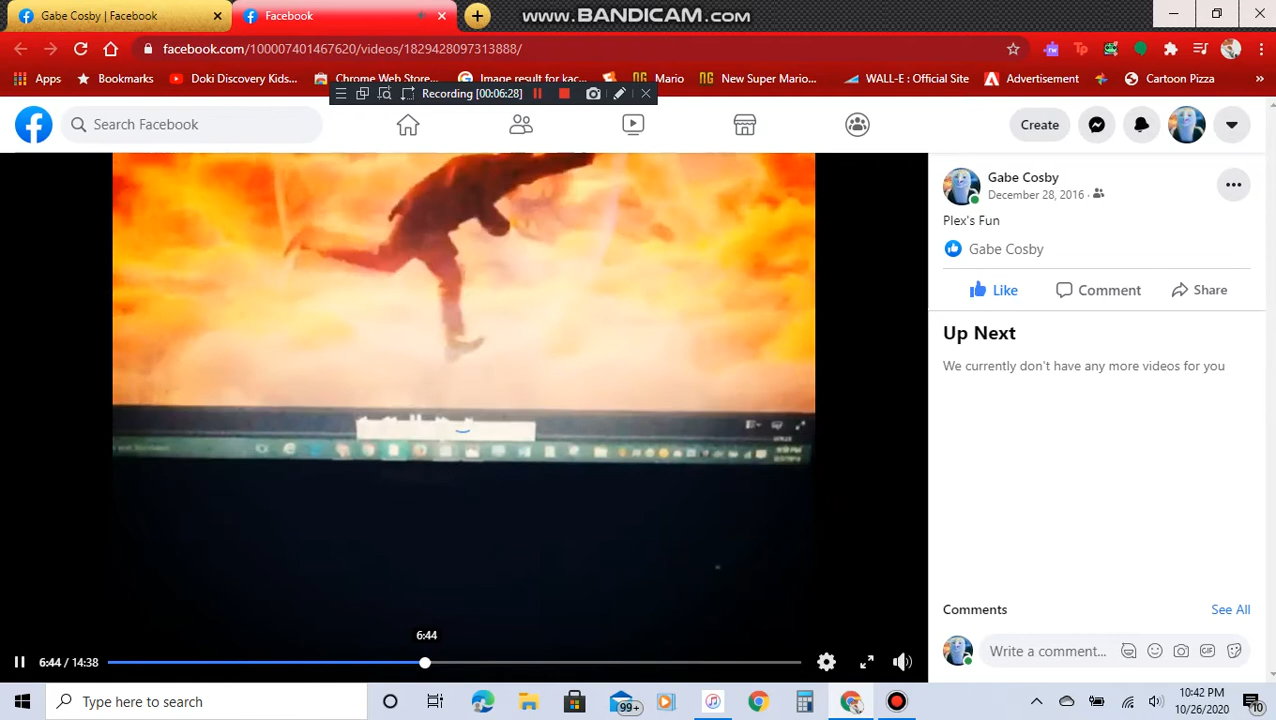 Gabe Cosby | Facebook
Facebook
www.BANDICAM.com
facebook.com/100007401467620/videos/1829428097313888/
Apps
Bookmarks
Doki Discovery Kid...
Chrome Web Store...
Image result for kac...
Mario
New Super Mario...
WALL-E : Official Site
Advertisement
Cartoon Pizza
Recording [00:06:28]
Search Facebook
Create
Gabe Cosby
December 28, 2016
Plex's Fun
Gabe Cosby
Like
Comment
Share
Up Next
We currently don't have any more videos for you
Comments
See All
Write a comment...
GIF
6:44
6:44 / 14:38
Type here to search
99+
10:42 PM
10/26/2020
10